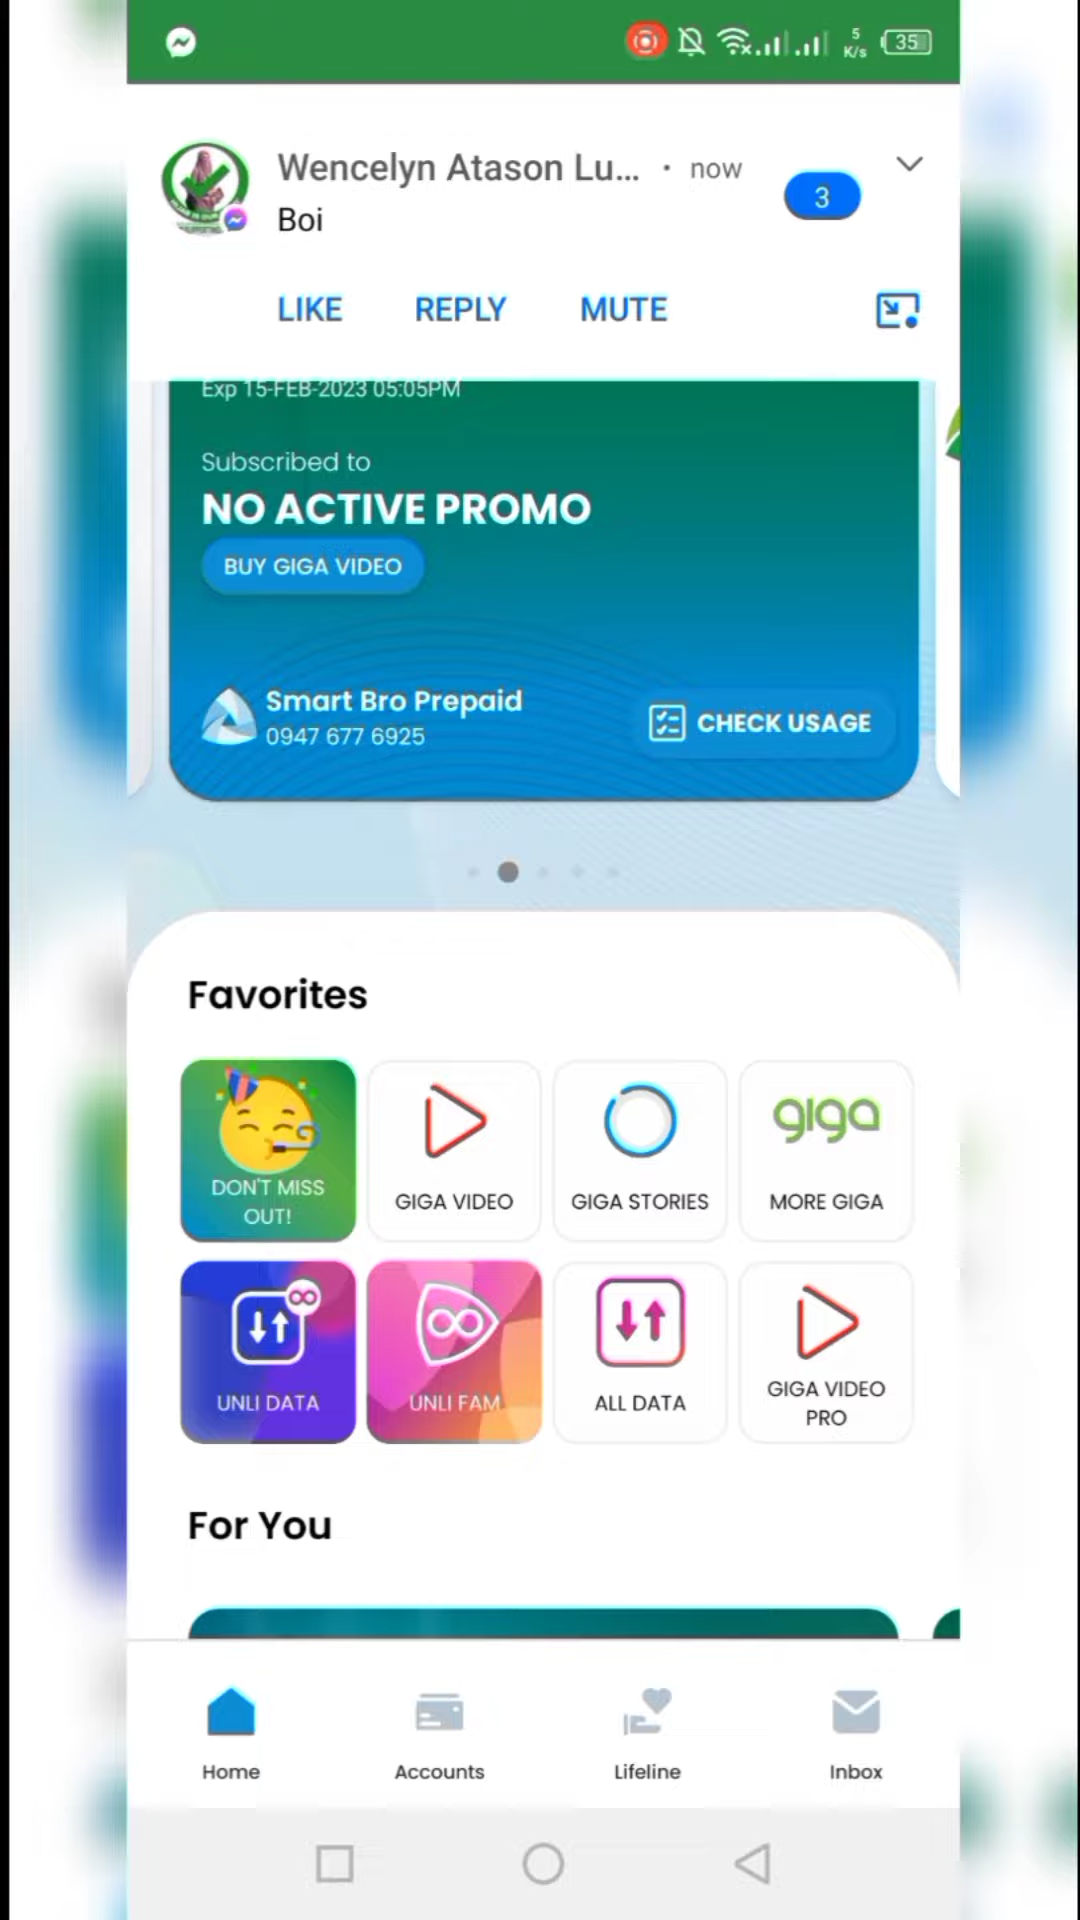 5
K/s
35
Wencelyn Atason Lu... • now
3
Boi
LIKE REPLY MUTE
Exp 15-FEB-2023 05:05PM
Subscribed to
NO ACTIVE PROMO
BUY GIGA VIDEO
Smart Bro Prepaid
0947 677 6925
CHECK USAGE
Favorites
DON'T MISS
OUT!
GIGA VIDEO
GIGA STORIES
giga
MORE GIGA
UNLI DATA
UNLI FAM
ALL DATA
GIGA VIDEO
PRO
For You
Home
Accounts
Lifeline
Inbox